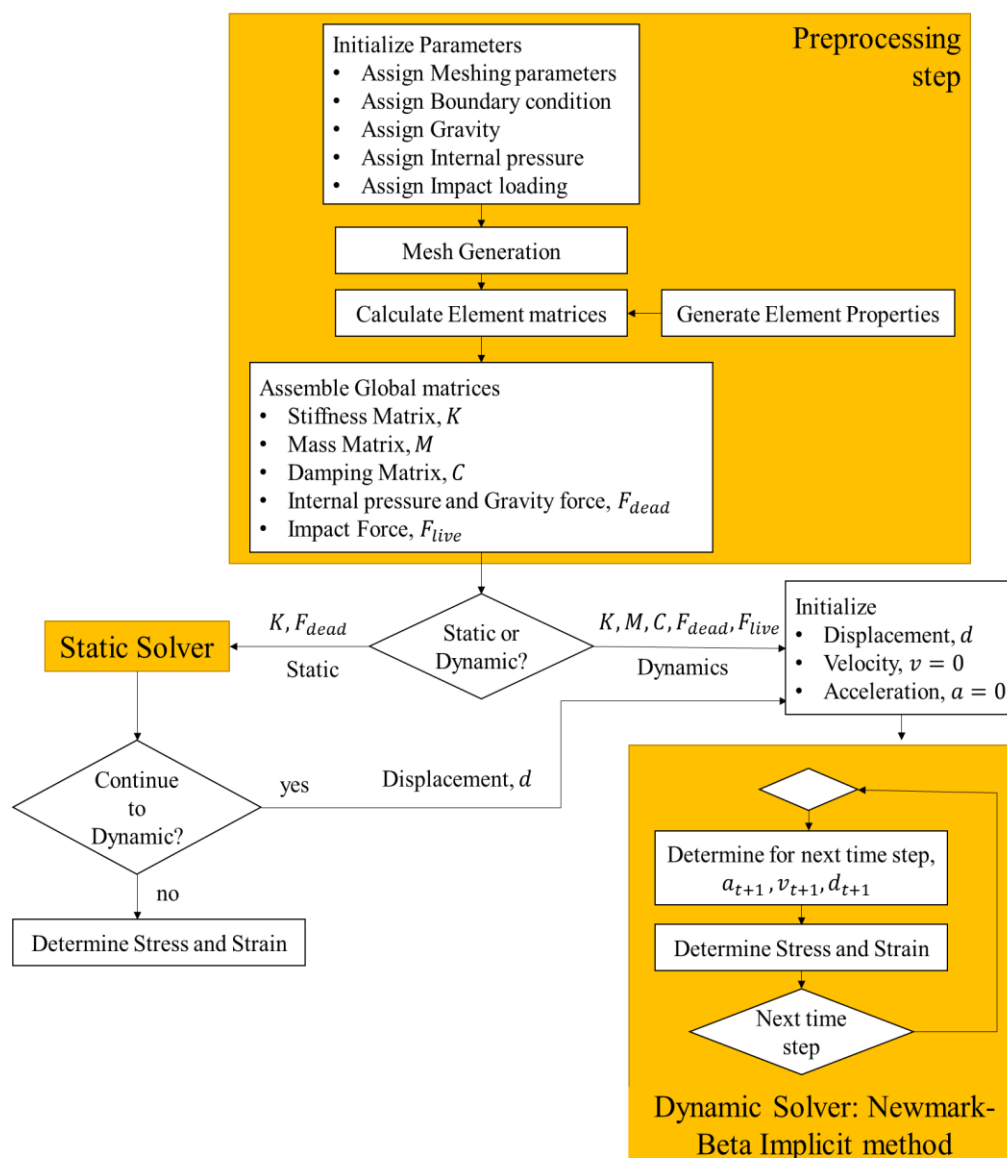 Preprocessing
step
Initialize Parameters
• Assign Meshing parameters
• Assign Boundary condition
• Assign Gravity
• Assign Internal pressure
• Assign Impact loading
Mesh Generation
Calculate Element matrices
Generate Element Properties
Assemble Global matrices
• Stiffness Matrix, K
• Mass Matrix, M
• Damping Matrix, C
• Internal pressure and Gravity force, F_dead
• Impact Force, F_live
Static or
Dynamic?
K, F_dead
Static
K, M, C, F_dead, F_live
Dynamics
Static Solver
Initialize
• Displacement, d
• Velocity, v = 0
• Acceleration, a = 0
Continue
to
Dynamic?
yes
Displacement, d
no
Determine Stress and Strain
Determine for next time step,
a_{t+1}, v_{t+1}, d_{t+1}
Determine Stress and Strain
Next time
step
Dynamic Solver: Newmark-
Beta Implicit method